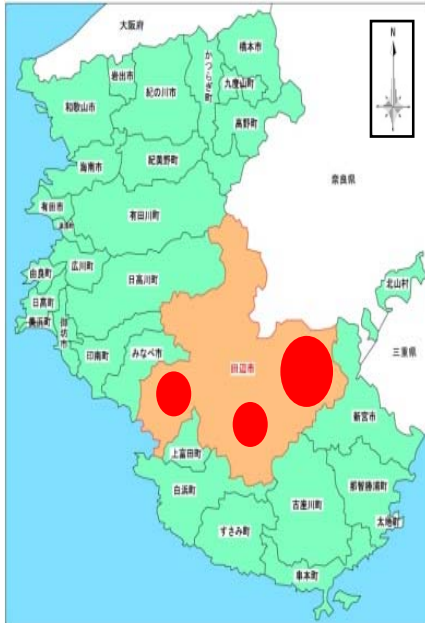 大阪府
N
橋本市
かつらぎ町
岩出市
紀の川市
九度山町
和歌山市
高野町
海南市
紀美野町
奈良県
有田市
有田川町
広川町
由良町
日高川町
北山村
日高町
美浜町
御坊市
印南町
みなべ市
三重県
田辺市
新宮市
上富田町
白浜町
那智勝浦町
古座川町
太地町
すさみ町
串本町